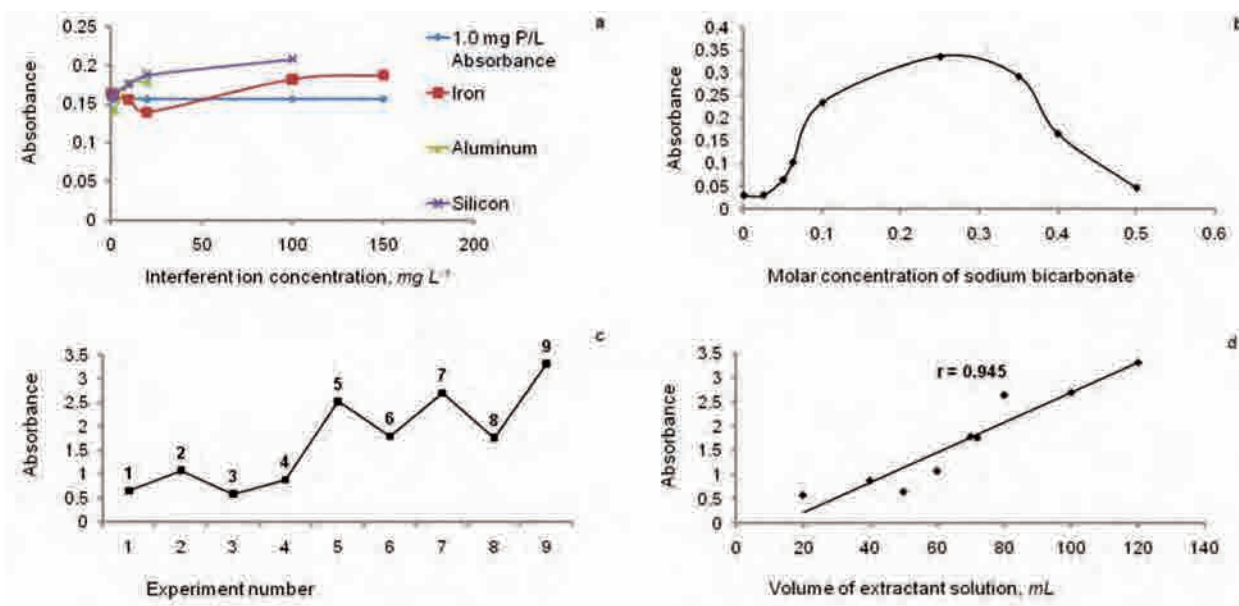 a
0.25
0.2
0.15
0.1
0.05
0
0 50 100 150 200
Absorbance
Interferent ion concentration, mg L⁻¹
1.0 mg P/L
Absorbance
Iron
Aluminum
Silicon
b
0.4
0.35
0.3
0.25
0.2
0.15
0.1
0.05
0
0 0.1 0.2 0.3 0.4 0.5 0.6
Absorbance
Molar concentration of sodium bicarbonate
c
3.5
3
2.5
2
1.5
1
0.5
0
1 2 3 4 5 6 7 8 9
1 2 3 4 5 6 7 8 9
Absorbance
Experiment number
d
3.5
3
2.5
2
1.5
1
0.5
0
0 20 40 60 80 100 120 140
r = 0.945
Absorbance
Volume of extractant solution, mL